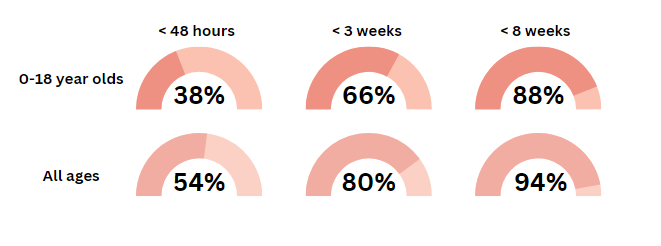 < 48 hours
< 3 weeks
< 8 weeks
0-18 year olds
38%
66%
88%
All ages
54%
80%
94%